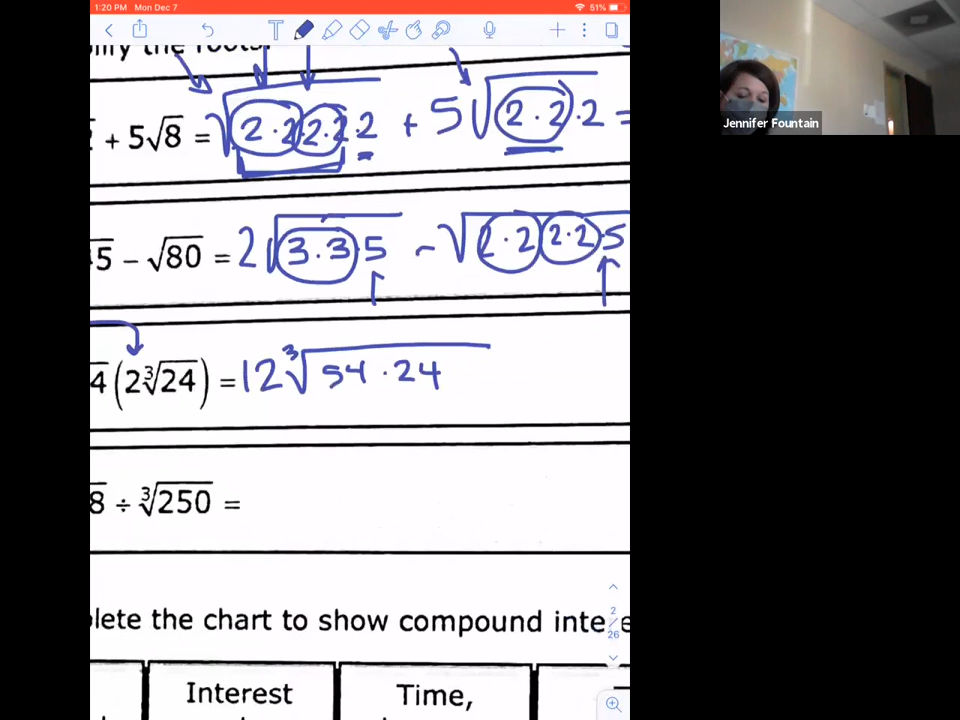 1:20 PM Mon Dec 7
51%
the roots.
+ 5√8 = √2·2·2·2·2 + 5√2·2·2 =
5 − √80 = 2√3·3·5 - √2·2·2·2·5
4(2∛24) = 12∛54·24
8 ÷ ∛250 =
2
/
26
the chart to show compound
Interest
Time,
Jennifer Fountain